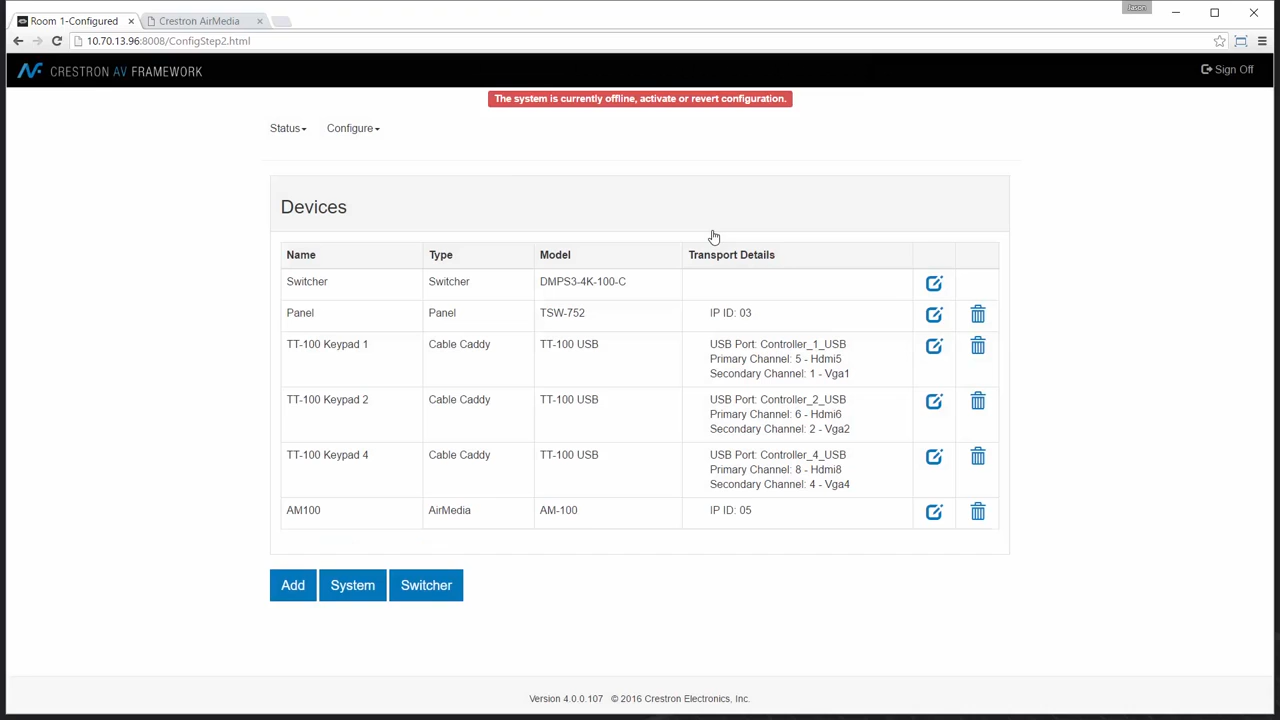 Room 1-Configured
Crestron AirMedia
Jason
10.70.13.96:8008/ConfigStep2.html
CRESTRON AV FRAMEWORK
Sign Off
The system is currently offline, activate or revert configuration.
Status
Configure
Devices
Name Type Model Transport Details
Switcher Switcher DMPS3-4K-100-C
Panel Panel TSW-752 IP ID: 03
TT-100 Keypad 1 Cable Caddy TT-100 USB USB Port: Controller_1_USB
Primary Channel: 5 - Hdmi5
Secondary Channel: 1 - Vga1
TT-100 Keypad 2 Cable Caddy TT-100 USB USB Port: Controller_2_USB
Primary Channel: 6 - Hdmi6
Secondary Channel: 2 - Vga2
TT-100 Keypad 4 Cable Caddy TT-100 USB USB Port: Controller_4_USB
Primary Channel: 8 - Hdmi8
Secondary Channel: 4 - Vga4
AM100 AirMedia AM-100 IP ID: 05
Add System Switcher
Version 4.0.0.107 © 2016 Crestron Electronics, Inc.